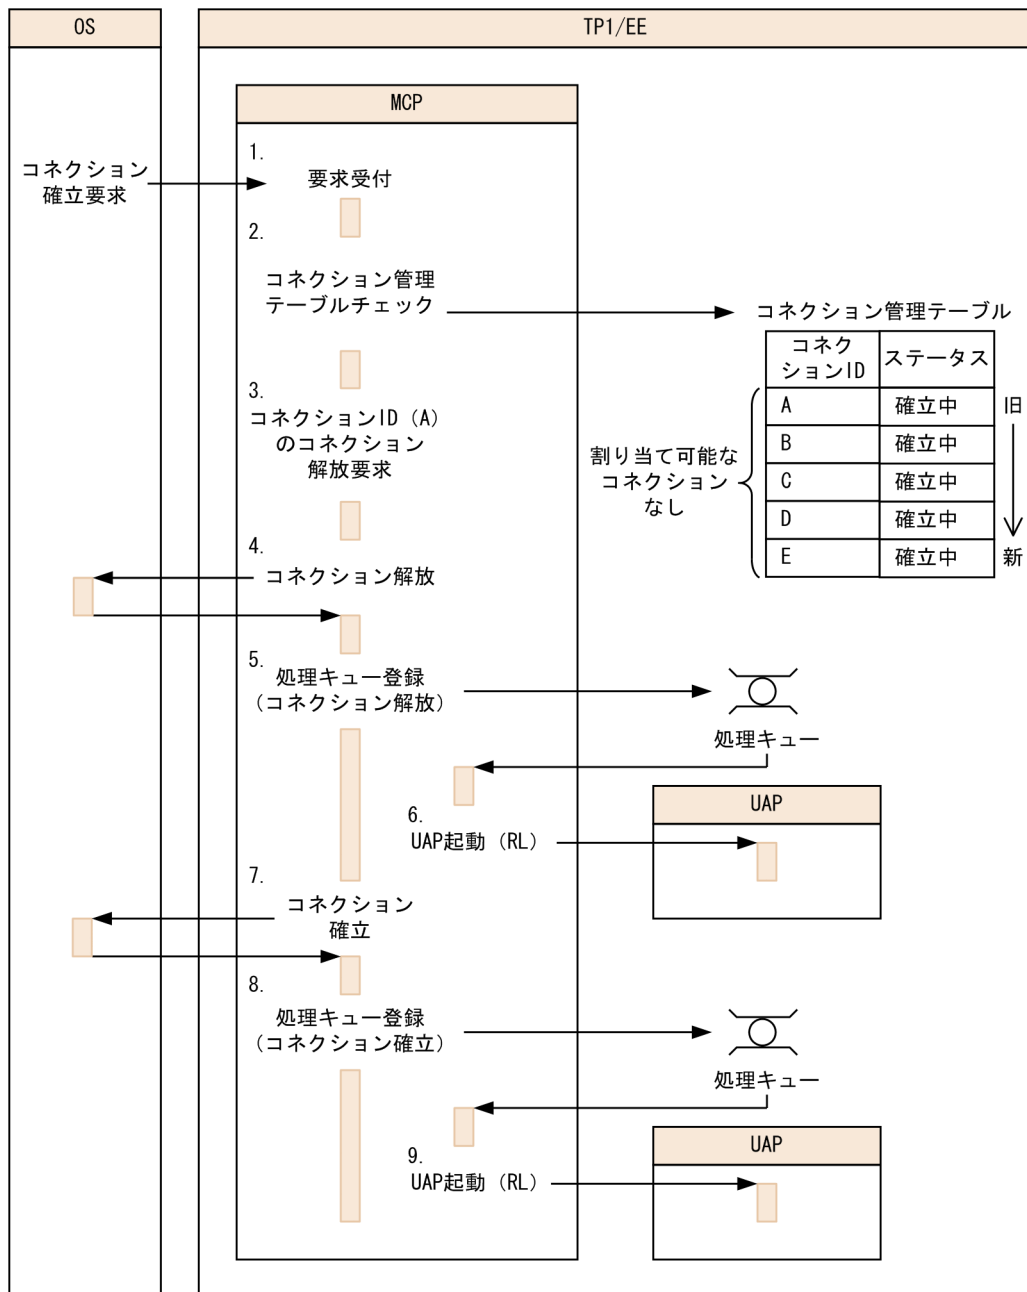 OS
TP1/EE
MCP
1.
コネクション
確立要求
要求受付
2.
コネクション管理
テーブルチェック
コネクション管理テーブル
コネク
ションID
ステータス
3.
コネクションID（A）
のコネクション
解放要求
割り当て可能な
コネクション
なし
A
確立中
旧
B
確立中
C
確立中
D
確立中
E
確立中
新
4.
コネクション解放
5.
処理キュー登録
（コネクション解放）
処理キュー
UAP
6.
UAP起動（RL）
7.
コネクション
確立
8.
処理キュー登録
（コネクション確立）
処理キュー
UAP
9.
UAP起動（RL）